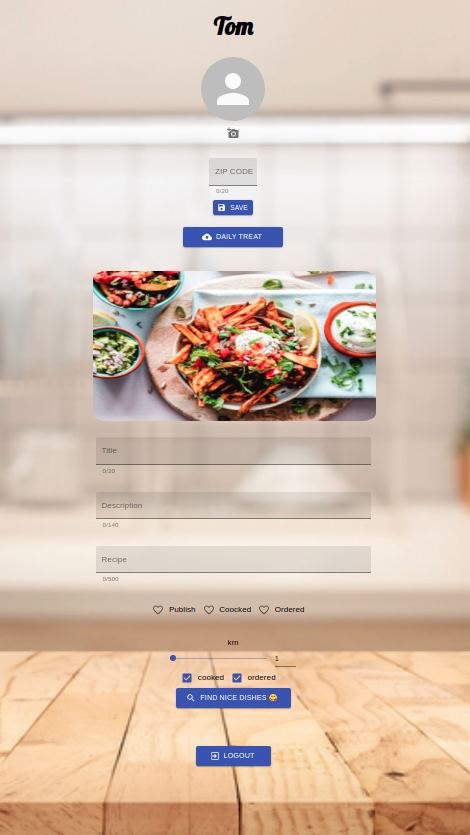 Tom
ZIP CODE
0/20
SAVE
DAILY TREAT
Title
0/20
Description
0/140
Recipe
0/500
Publish Coocked Ordered
km
1
cooked ordered
FIND NICE DISHES 🤗
LOGOUT